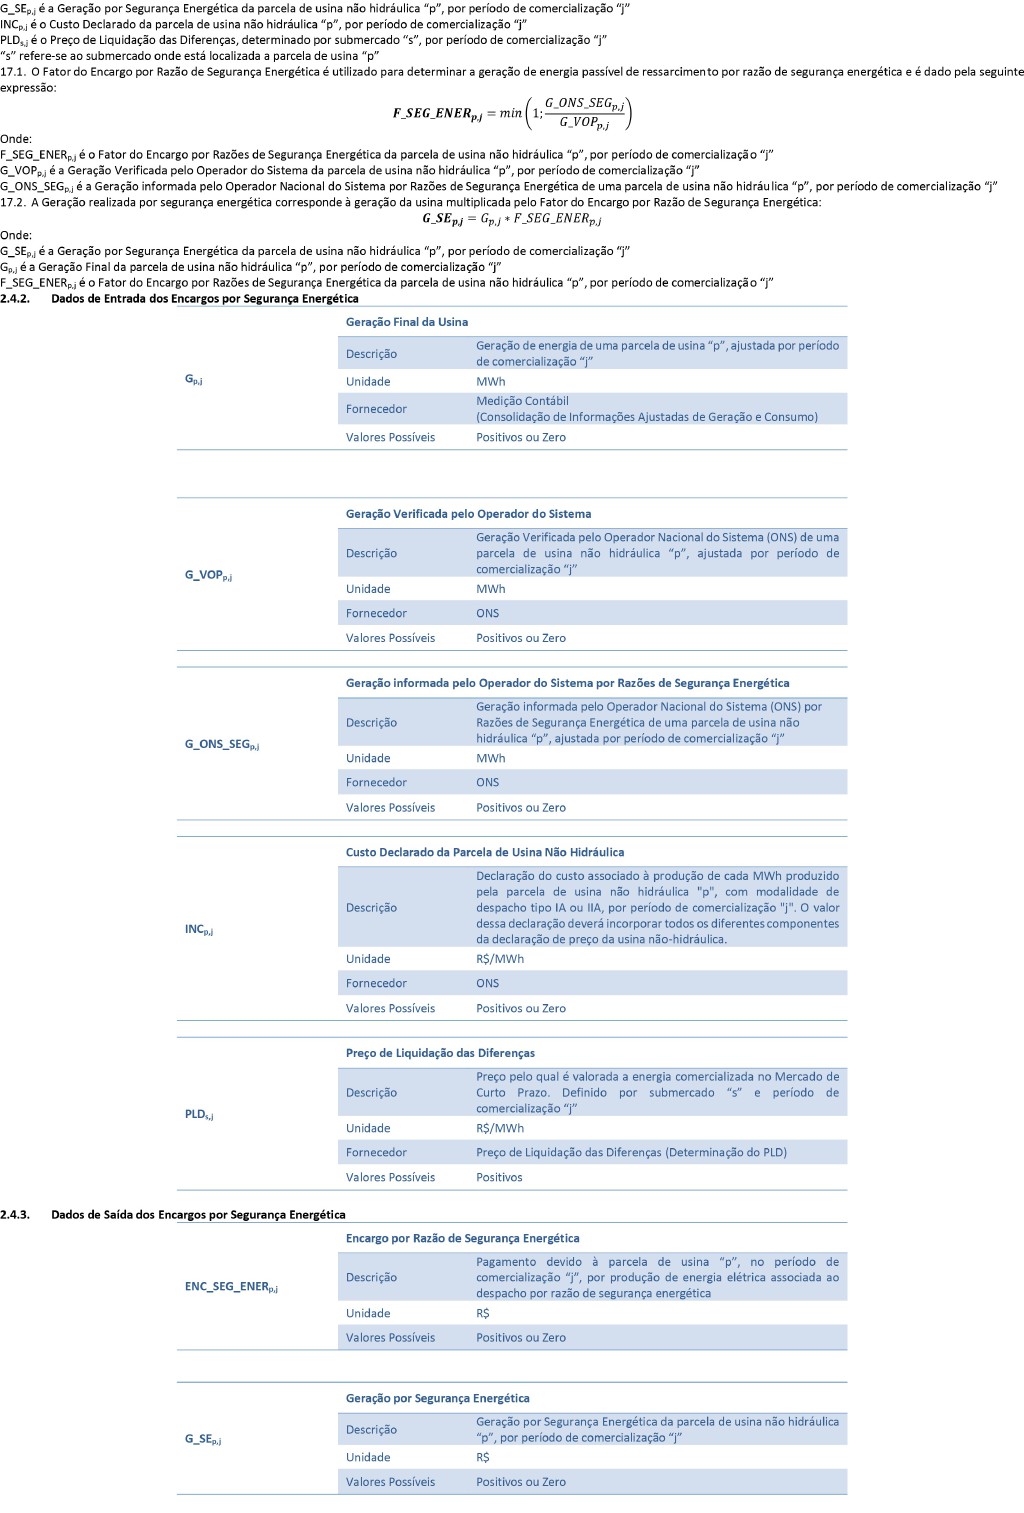 G_SEp,j é a Geração por Segurança Energética da parcela de usina não hidráulica “p”, por período de comercialização “j”
INCp,j é o Custo Declarado da parcela de usina não hidráulica “p”, por período de comercialização “j”
PLDs,j é o Preço de Liquidação das Diferenças, determinado por submercado “s”, por período de comercialização “j”
“s” refere-se ao submercado onde está localizada a parcela de usina “p”
17.1. O Fator do Encargo por Razão de Segurança Energética é utilizado para determinar a geração de energia passível de ressarcimento por razão de segurança energética e é dado pela seguinte
expressão:
F_SEG_ENERp,j = min (1; G_ONS_SEGp,j / G_VOPp,j)
Onde:
F_SEG_ENERp,j é o Fator do Encargo por Razões de Segurança Energética da parcela de usina não hidráulica “p”, por período de comercialização “j”
G_VOPp,j é a Geração Verificada pelo Operador do Sistema da parcela de usina não hidráulica “p”, por período de comercialização “j”
G_ONS_SEGp,j é a Geração informada pelo Operador Nacional do Sistema por Razões de Segurança Energética de uma parcela de usina não hidráulica “p”, por período de comercialização “j”
17.2. A Geração realizada por segurança energética corresponde à geração da usina multiplicada pelo Fator do Encargo por Razão de Segurança Energética:
G_SEp,j = Gp,j * F_SEG_ENERp,j
Onde:
G_SEp,j é a Geração por Segurança Energética da parcela de usina não hidráulica “p”, por período de comercialização “j”
Gp,j é a Geração Final da parcela de usina não hidráulica “p”, por período de comercialização “j”
F_SEG_ENERp,j é o Fator do Encargo por Razões de Segurança Energética da parcela de usina não hidráulica “p”, por período de comercialização “j”
2.4.2. Dados de Entrada dos Encargos por Segurança Energética
Gp,j
Geração Final da Usina
Descrição
Geração de energia de uma parcela de usina “p”, ajustada por período
de comercialização “j”
Unidade
MWh
Fornecedor
Medição Contábil
(Consolidação de Informações Ajustadas de Geração e Consumo)
Valores Possíveis
Positivos ou Zero
G_VOPp,j
Geração Verificada pelo Operador do Sistema
Descrição
Geração Verificada pelo Operador Nacional do Sistema (ONS) de uma
parcela de usina não hidráulica “p”, ajustada por período de
comercialização “j”
Unidade
MWh
Fornecedor
ONS
Valores Possíveis
Positivos ou Zero
G_ONS_SEGp,j
Geração informada pelo Operador do Sistema por Razões de Segurança Energética
Descrição
Geração informada pelo Operador Nacional do Sistema (ONS) por
Razões de Segurança Energética de uma parcela de usina não
hidráulica “p”, ajustada por período de comercialização “j”
Unidade
MWh
Fornecedor
ONS
Valores Possíveis
Positivos ou Zero
INCp,j
Custo Declarado da Parcela de Usina Não Hidráulica
Descrição
Declaração do custo associado à produção de cada MWh produzido
pela parcela de usina não hidráulica "p", com modalidade de
despacho tipo IA ou IIA, por período de comercialização "j". O valor
dessa declaração deverá incorporar todos os diferentes componentes
da declaração de preço da usina não-hidráulica.
Unidade
R$/MWh
Fornecedor
ONS
Valores Possíveis
Positivos ou Zero
PLDs,j
Preço de Liquidação das Diferenças
Descrição
Preço pelo qual é valorada a energia comercializada no Mercado de
Curto Prazo. Definido por submercado “s” e período de
comercialização “j”
Unidade
R$/MWh
Fornecedor
Preço de Liquidação das Diferenças (Determinação do PLD)
Valores Possíveis
Positivos
2.4.3. Dados de Saída dos Encargos por Segurança Energética
ENC_SEG_ENERp,j
Encargo por Razão de Segurança Energética
Descrição
Pagamento devido à parcela de usina “p”, no período de
comercialização “j”, por produção de energia elétrica associada ao
despacho por razão de segurança energética
Unidade
R$
Valores Possíveis
Positivos ou Zero
G_SEp,j
Geração por Segurança Energética
Descrição
Geração por Segurança Energética da parcela de usina não hidráulica
“p”, por período de comercialização “j”
Unidade
R$
Valores Possíveis
Positivos ou Zero